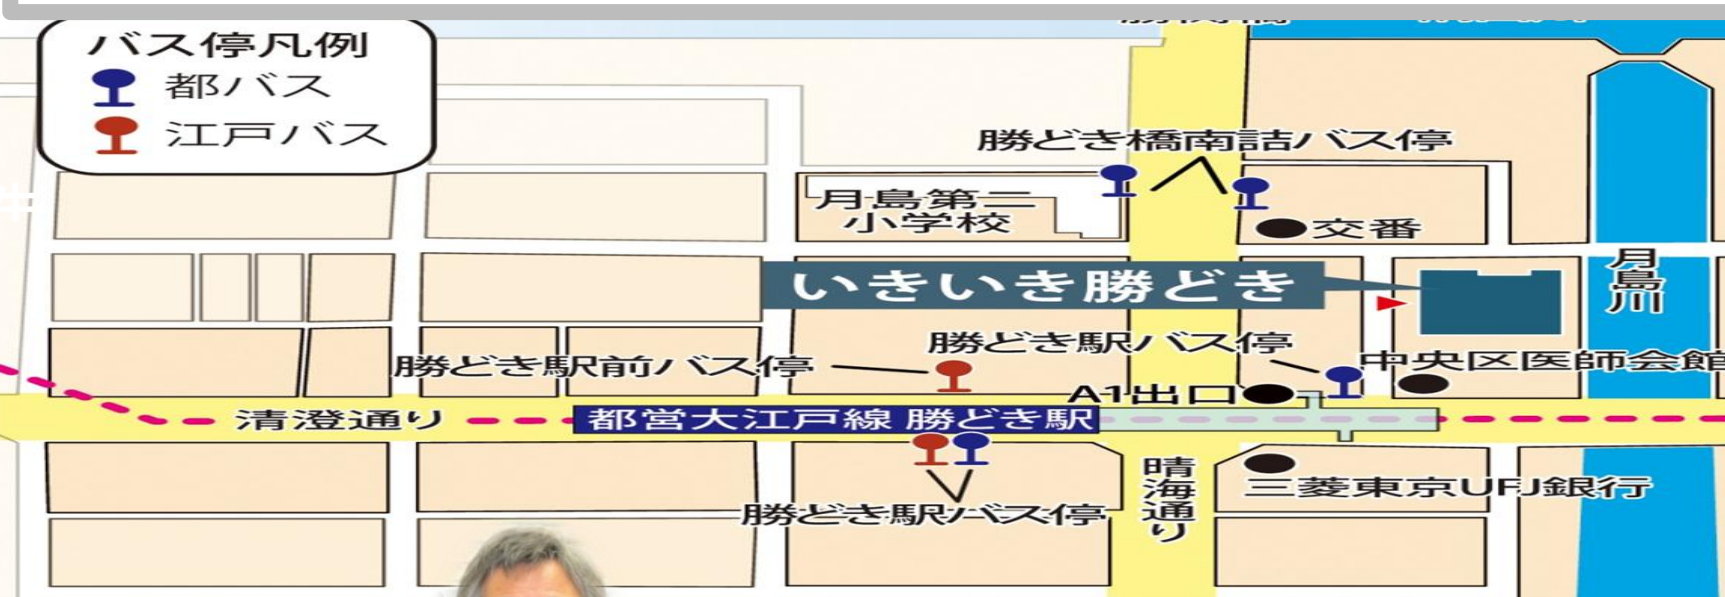 バス停凡例
都バス
江戸バス
勝どき橋南詰バス停
月島第二
小学校
交番
いきいき勝どき
月島川
勝どき駅バス停
勝どき駅前バス停
中央区医師会館
A1出口
清澄通り
都営大江戸線 勝どき駅
晴海通り
三菱東京UFJ銀行
勝どき駅バス停